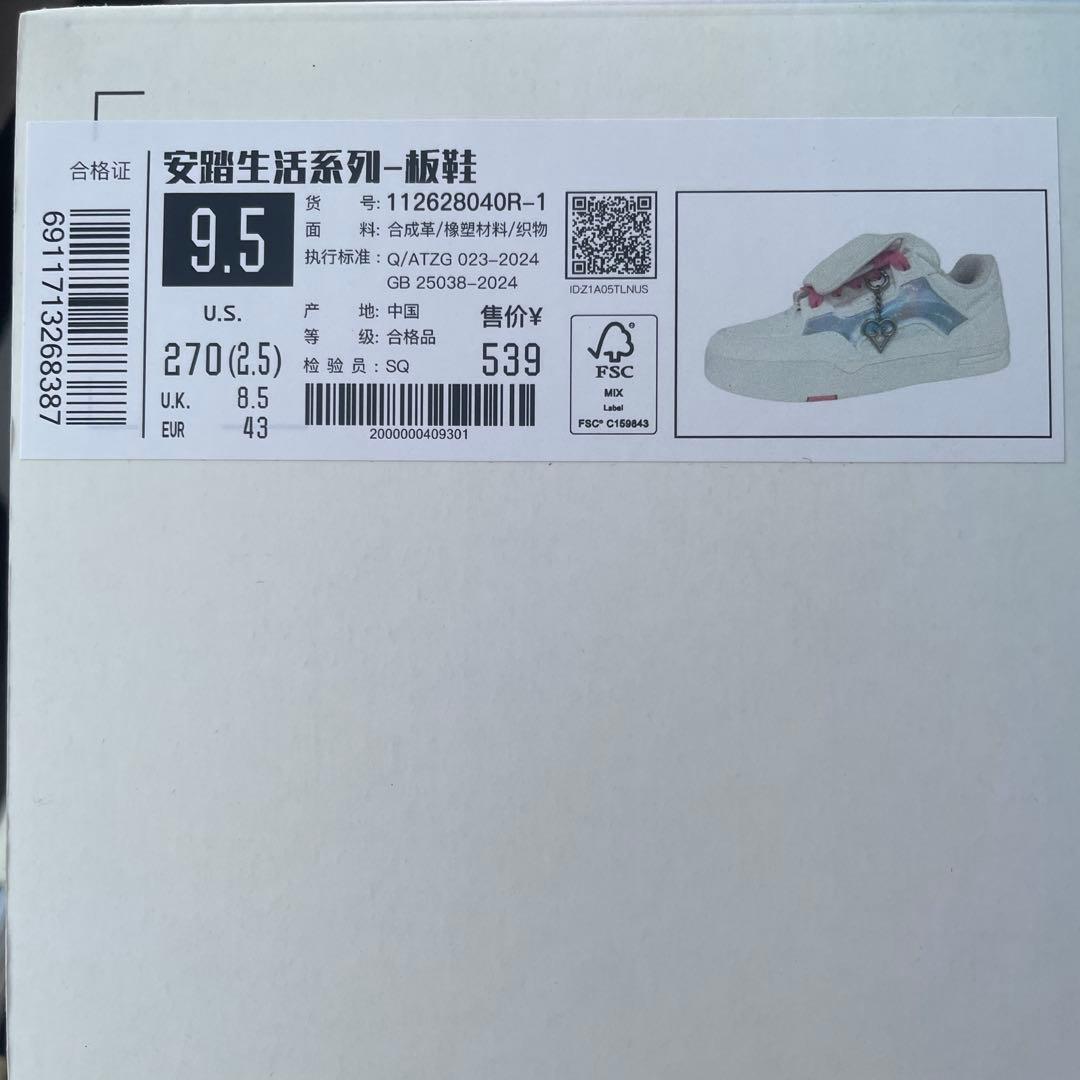 合格证
6911713268387
安踏生活系列-板鞋
9.5
U.S.
270(2.5)
U.K. 8.5
EUR 43
货 号: 112628040R-1
面 料: 合成革/橡塑材料/织物
执行标准: Q/ATZG 023-2024
GB 25038-2024
产 地: 中国
等 级: 合格品
检 验 员: SQ
售价¥
539
2000000409301
ID:Z1A05TLNUS
FSC
MIX
Label
FSC® C159843